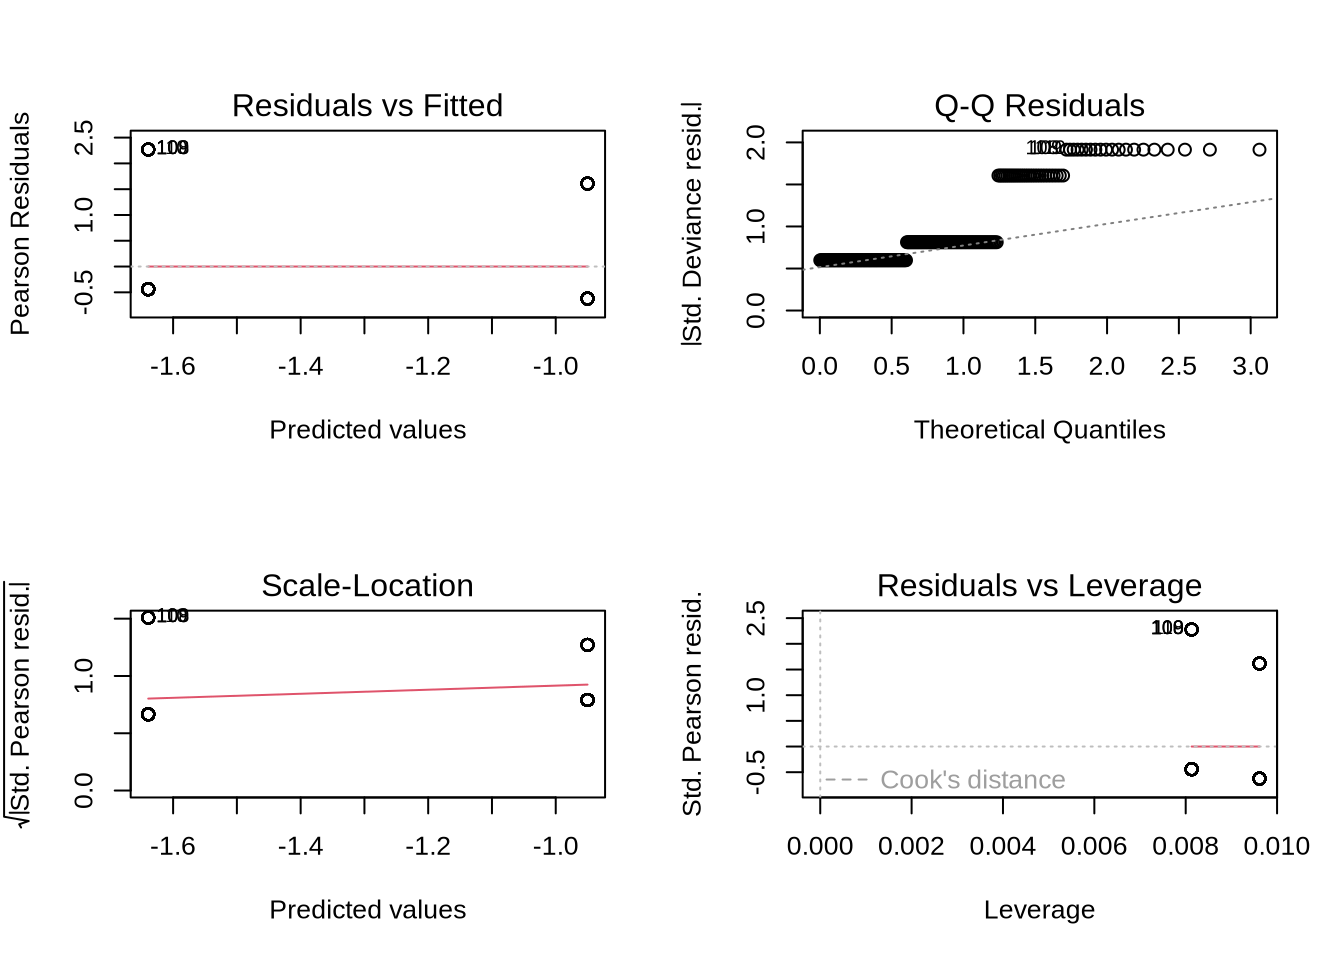 Residuals vs Fitted
Pearson Residuals
2.5
1.0
-0.5
-1.6 -1.4 -1.2 -1.0
Predicted values
Q-Q Residuals
|Std. Deviance resid.|
2.0
1.0
0.0
0.0 0.5 1.0 1.5 2.0 2.5 3.0
Theoretical Quantiles
Scale-Location
√|Std. Pearson resid.|
1.0
0.0
-1.6 -1.4 -1.2 -1.0
Predicted values
Residuals vs Leverage
Std. Pearson resid.
2.5
1.0
-0.5
Cook's distance
0.000 0.002 0.004 0.006 0.008 0.010
Leverage